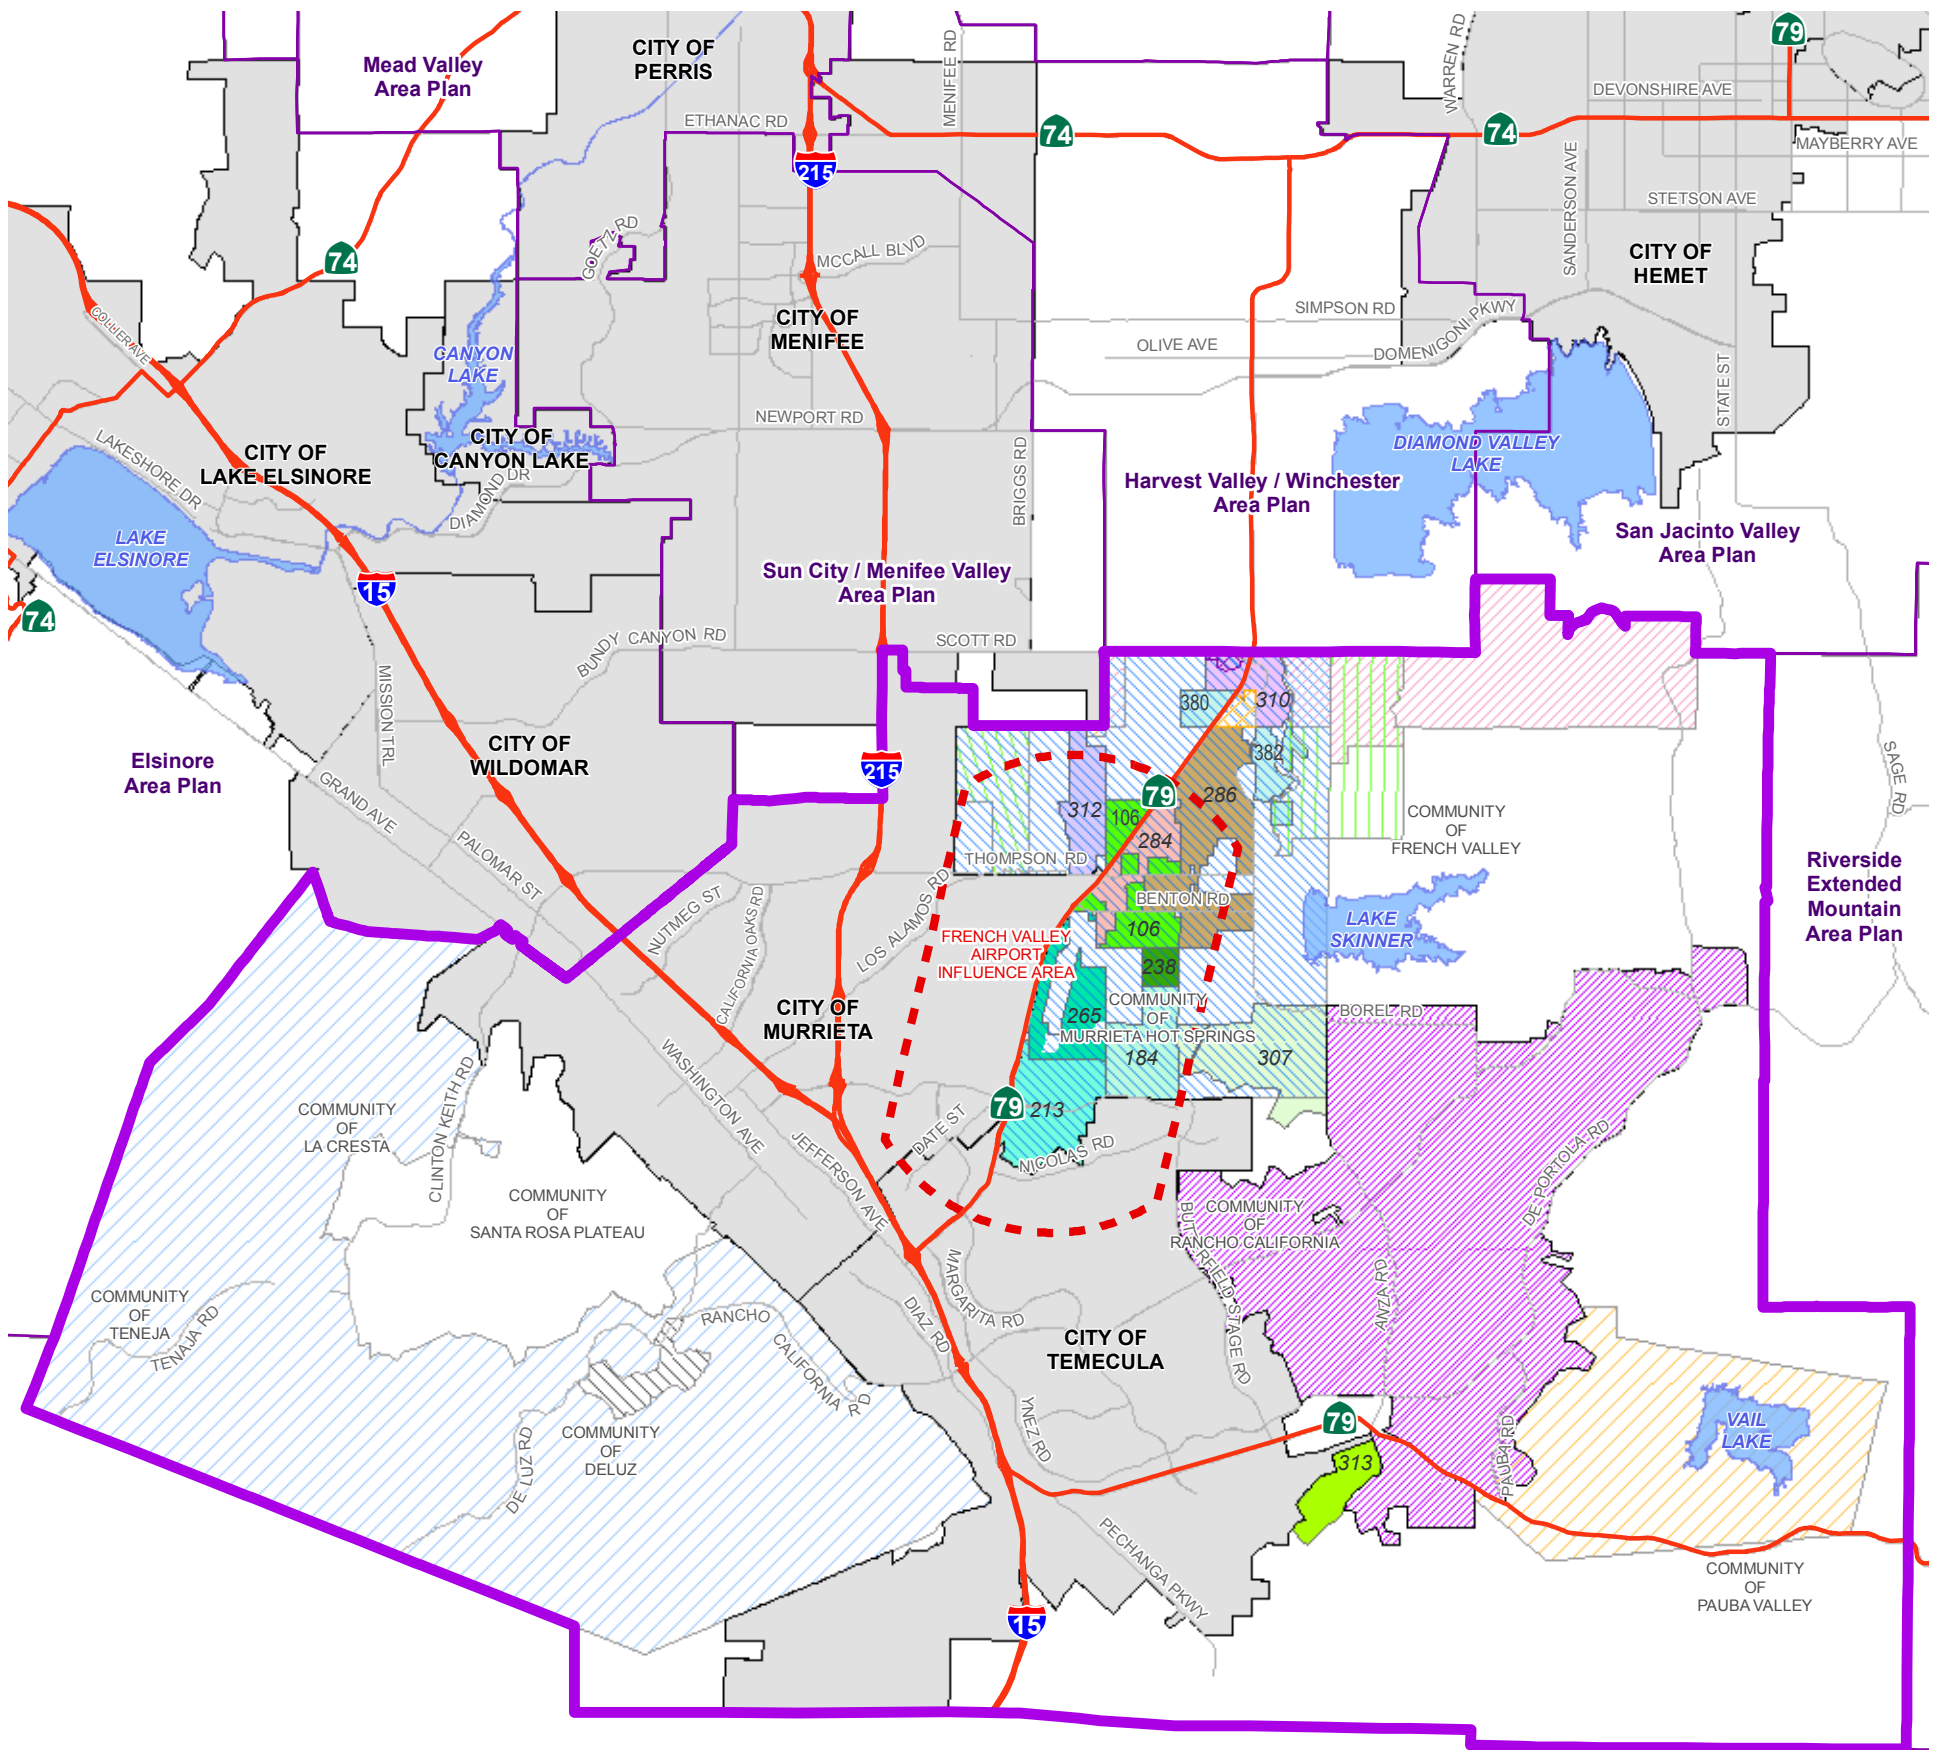 CITY OF
PERRIS
Mead Valley
Area Plan
79
WARREN RD
MENIFEE RD
DEVONSHIRE AVE
ETHANAC RD
74
74
MAYBERRY AVE
215
SANDERSON AVE
STETSON AVE
GOETZ RD
MCCALL BLVD
CITY OF
HEMET
74
COLLIER AVE
CITY OF
MENIFEE
SIMPSON RD
DOMENIGONI PKWY
OLIVE AVE
CANYON
LAKE
STATE ST
NEWPORT RD
LAKESHORE DR
CITY OF
LAKE ELSINORE
CITY OF
CANYON LAKE
DIAMOND DR
BRIGGS RD
DIAMOND VALLEY
LAKE
Harvest Valley / Winchester
Area Plan
San Jacinto Valley
Area Plan
LAKE
ELSINORE
15
Sun City / Menifee Valley
Area Plan
74
BUNDY CANYON RD
SCOTT RD
MISSION TRL
380
310
382
CITY OF
WILDOMAR
Elsinore
Area Plan
215
79
286
312
106
284
SAGE RD
GRAND AVE
PALOMAR ST
COMMUNITY
OF
FRENCH VALLEY
THOMPSON RD
Riverside
Extended
Mountain
Area Plan
NUTMEG ST
CALIFORNIA OAKS RD
LOS ALAMOS RD
BENTON RD
106
LAKE
SKINNER
FRENCH VALLEY
AIRPORT
INFLUENCE AREA
238
CITY OF
MURRIETA
265
COMMUNITY
OF
MURRIETA HOT SPRINGS
BOREL RD
184
307
WASHINGTON AVE
CLINTON KEITH RD
79
213
COMMUNITY
OF
LA CRESTA
DATE ST
NICOLAS RD
JEFFERSON AVE
DE PORTOLA RD
COMMUNITY
OF
SANTA ROSA PLATEAU
COMMUNITY
OF
RANCHO CALIFORNIA
BUTTERFIELD STAGE RD
MARGARITA RD
ANZA RD
COMMUNITY
OF
TENEJA
TENAJA RD
RANCHO CALIFORNIA RD
DIAZ RD
CITY OF
TEMECULA
COMMUNITY
OF
DELUZ
DE LUZ RD
YNEZ RD
79
313
PAUBA RD
VAIL
LAKE
PECHANGA PKWY
COMMUNITY
OF
PAUBA VALLEY
15